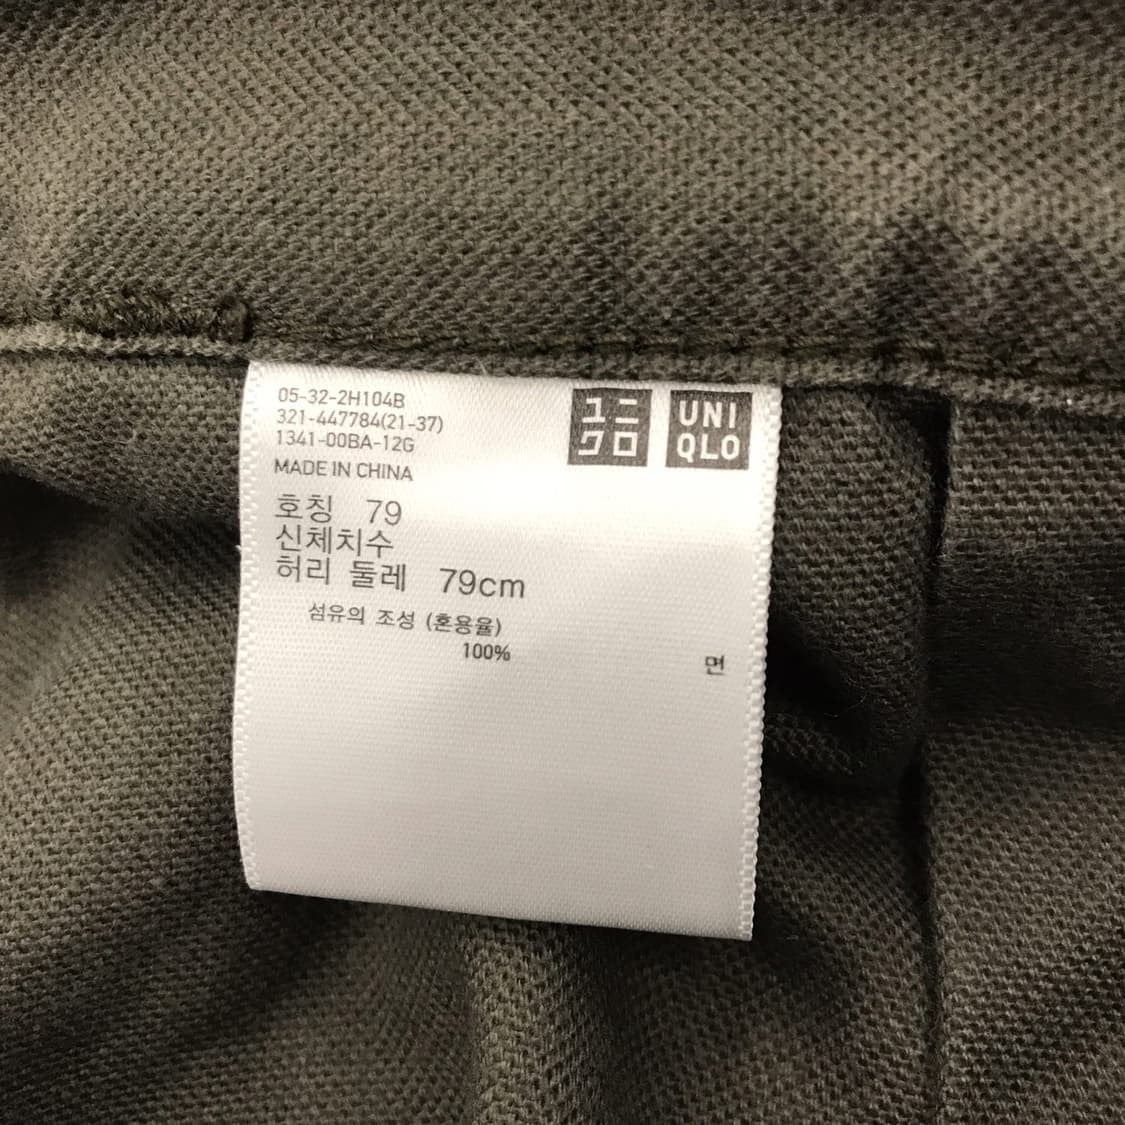 05-32-2H104B
321-447784(21-37)
1341-00BA-12G
MADE IN CHINA
ユニ
クロ
UNI
QLO
호칭 79
신체치수
허리 둘레 79cm
섬유의 조성 (혼용율)
100% 면